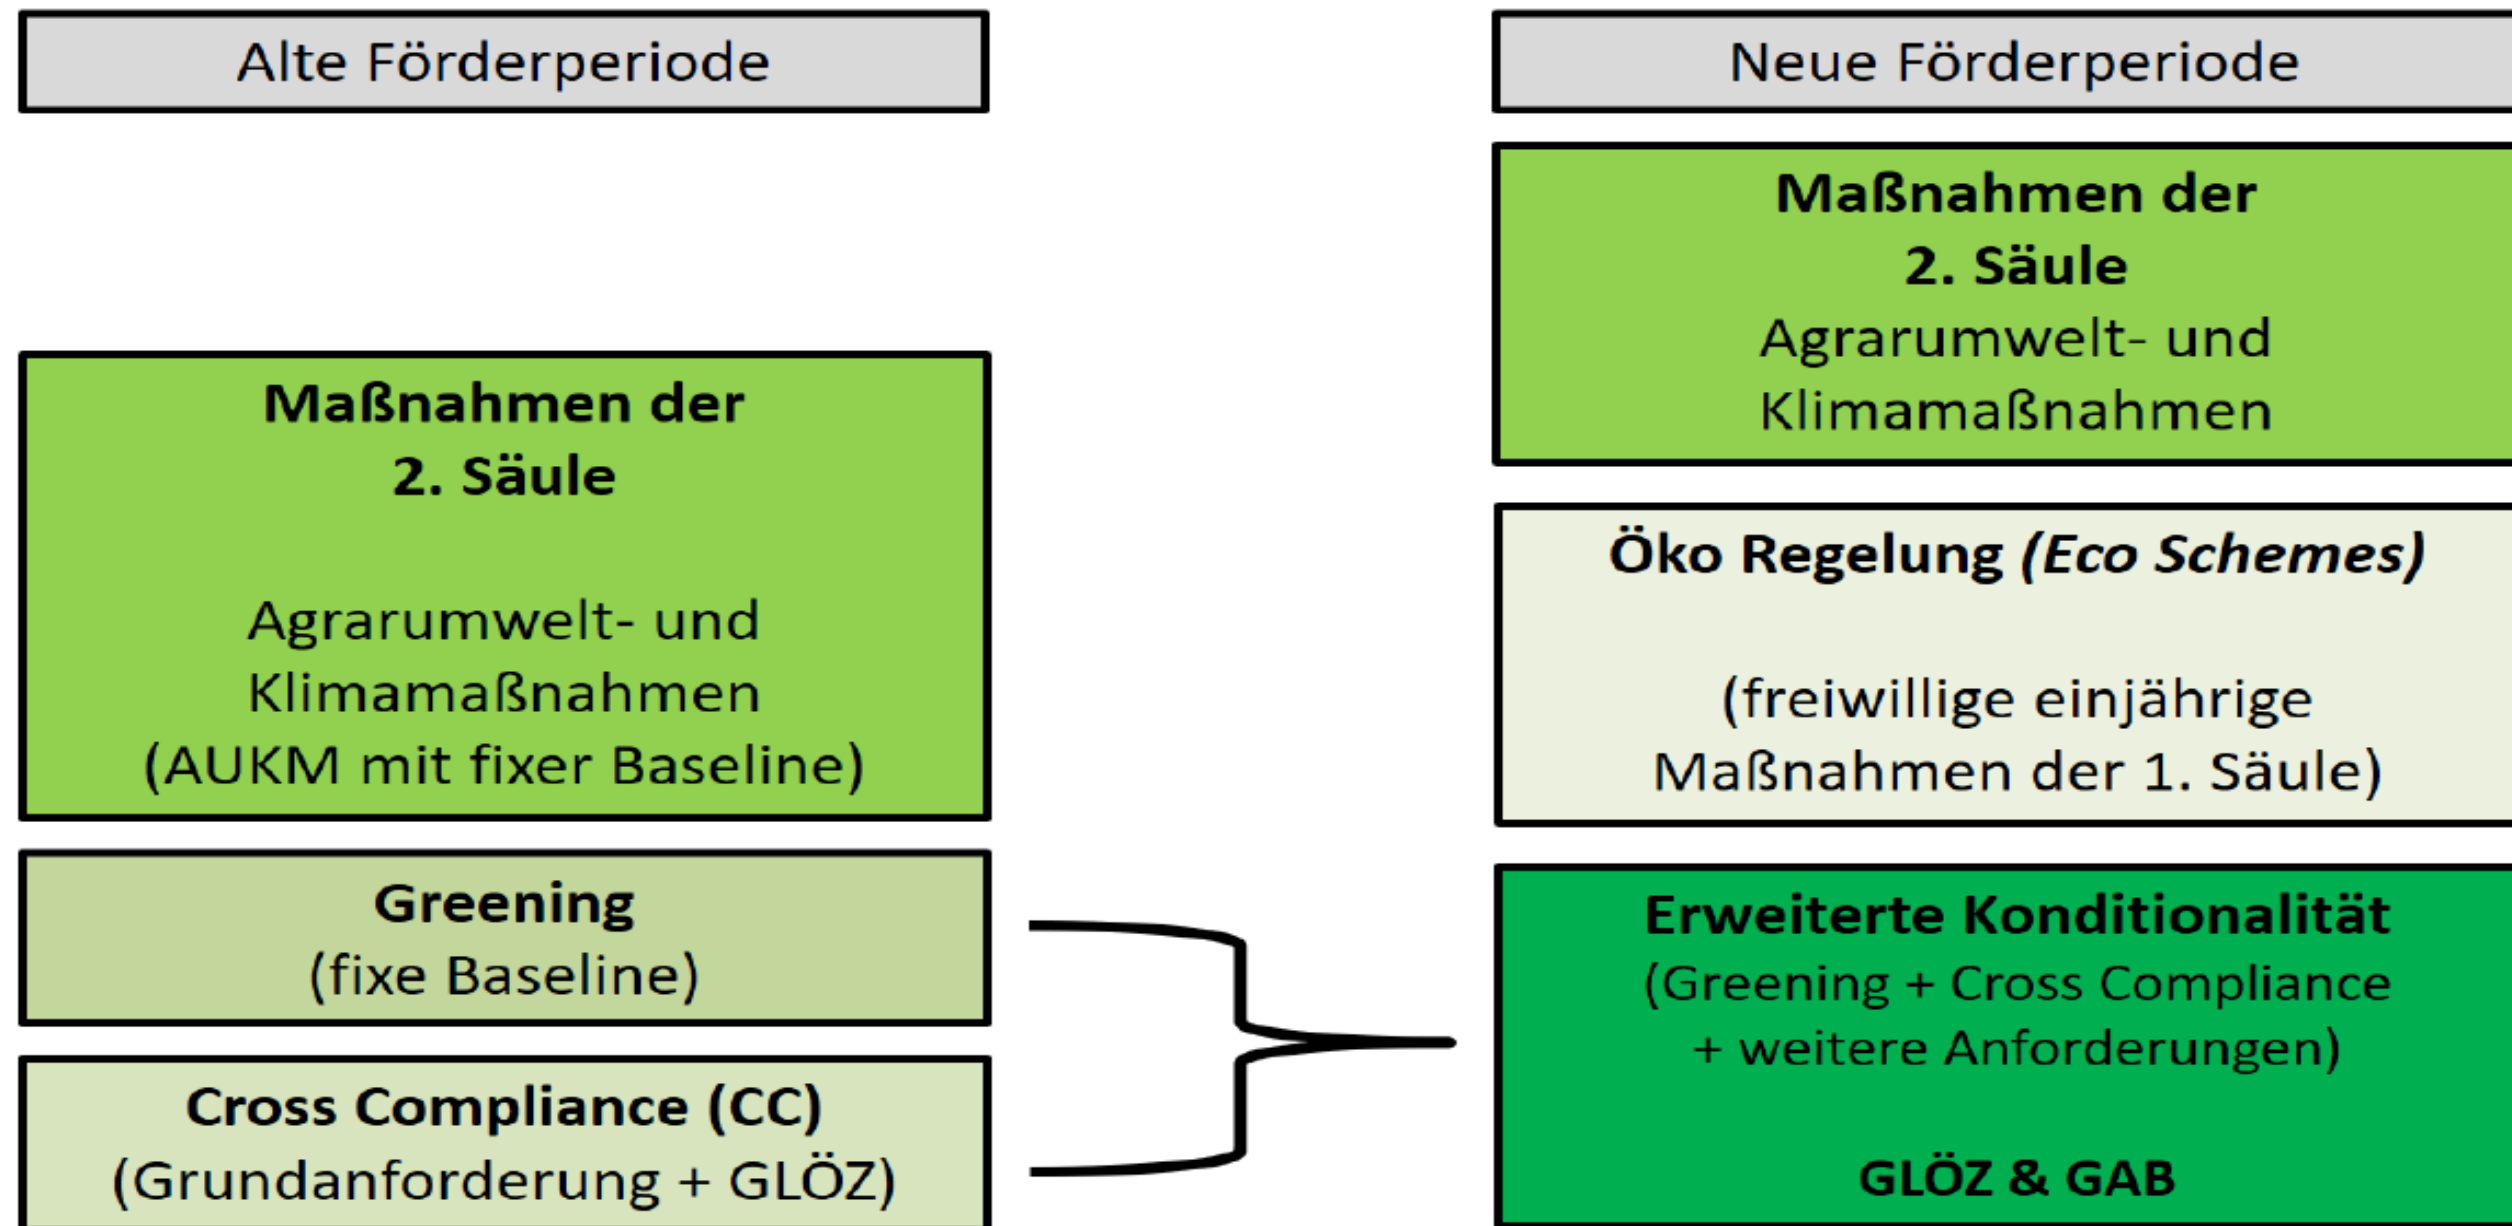 Alte Förderperiode
Maßnahmen der
2. Säule
Agrarumwelt- und
Klimamaßnahmen
(AUKM mit fixer Baseline)
Greening
(fixe Baseline)
Cross Compliance (CC)
(Grundanforderung + GLÖZ)
Neue Förderperiode
Maßnahmen der
2. Säule
Agrarumwelt- und
Klimamaßnahmen
Öko Regelung (Eco Schemes)
(freiwillige einjährige
Maßnahmen der 1. Säule)
Erweiterte Konditionalität
(Greening + Cross Compliance
+ weitere Anforderungen)
GLÖZ & GAB